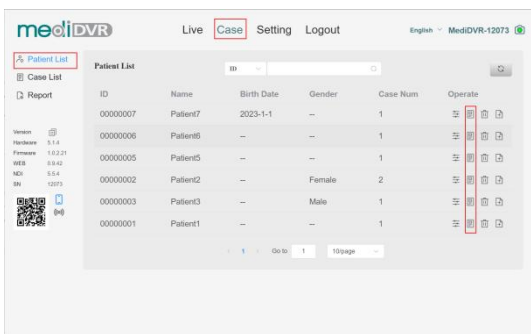 mediDVR Live Case Setting Logout English MediDVR-12073
Patient List
Case List
Report
Version
Hardware 5.1.4
Firmware 1.0.2.21
WEB 0.9.42
NDI 5.5.4
SN 12073
Patient List ID
ID Name Birth Date Gender Case Num Operate
00000007 Patient7 2023-1-1 -- 1
00000006 Patient6 -- -- 1
00000005 Patient5 -- -- 1
00000002 Patient2 -- Female 2
00000003 Patient3 -- Male 1
00000001 Patient1 -- -- 1
< 1 > Go to 1 10/page